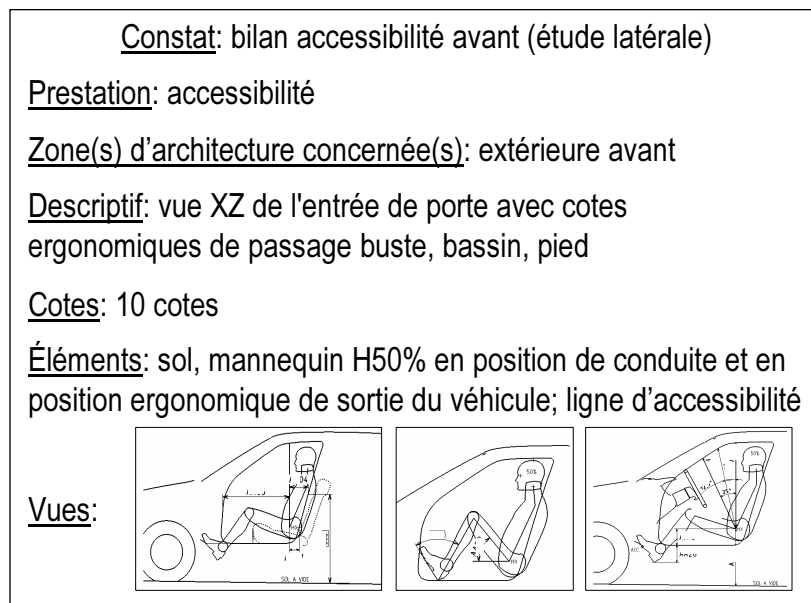 Constat: bilan accessibilité avant (étude latérale)
Prestation: accessibilité
Zone(s) d'architecture concernée(s): extérieure avant
Descriptif: vue XZ de l'entrée de porte avec cotes
ergonomiques de passage buste, bassin, pied
Cotes: 10 cotes
Éléments: sol, mannequin H50% en position de conduite et en
position ergonomique de sortie du véhicule; ligne d’accessibilité
Vues:
SOL A VIDE
50%
HX
50%
ACC.
SOL A VIDE